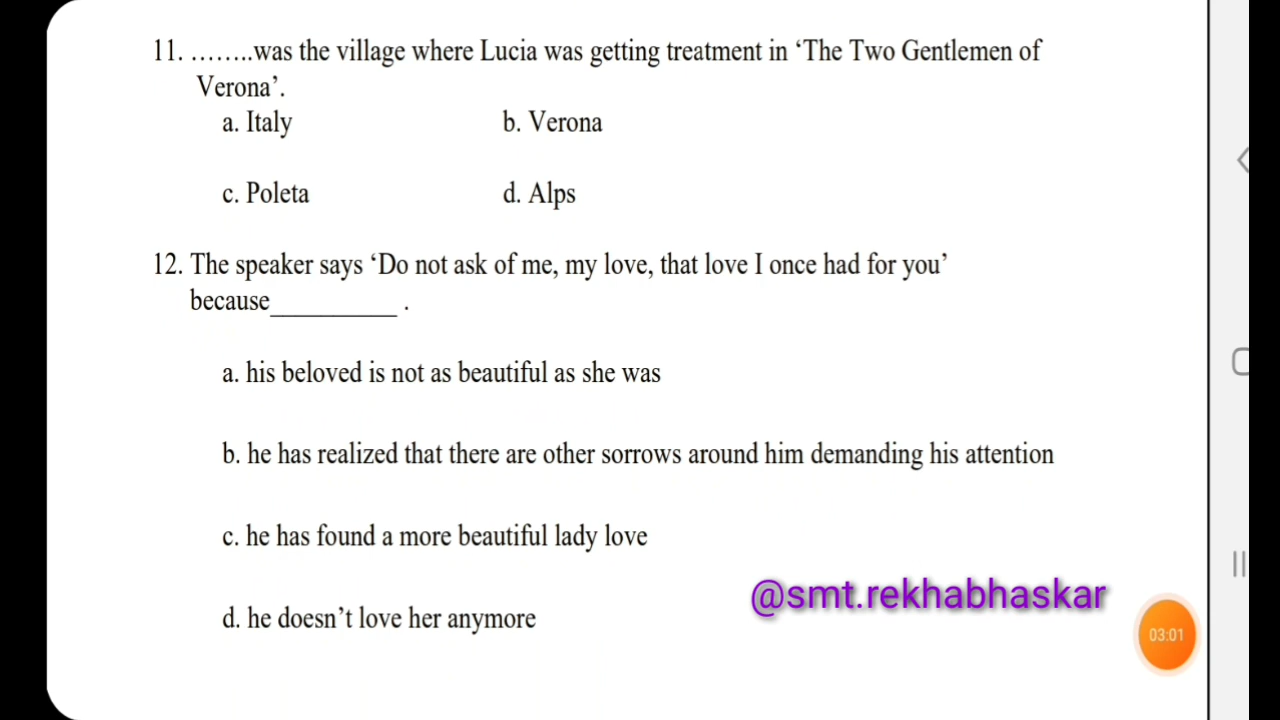 11. ……..was the village where Lucia was getting treatment in ‘The Two Gentlemen of
Verona’.
a. Italy b. Verona
c. Poleta d. Alps
12. The speaker says ‘Do not ask of me, my love, that love I once had for you’
because__________ .
a. his beloved is not as beautiful as she was
b. he has realized that there are other sorrows around him demanding his attention
c. he has found a more beautiful lady love
d. he doesn’t love her anymore
@smt.rekhabhaskar
03:01